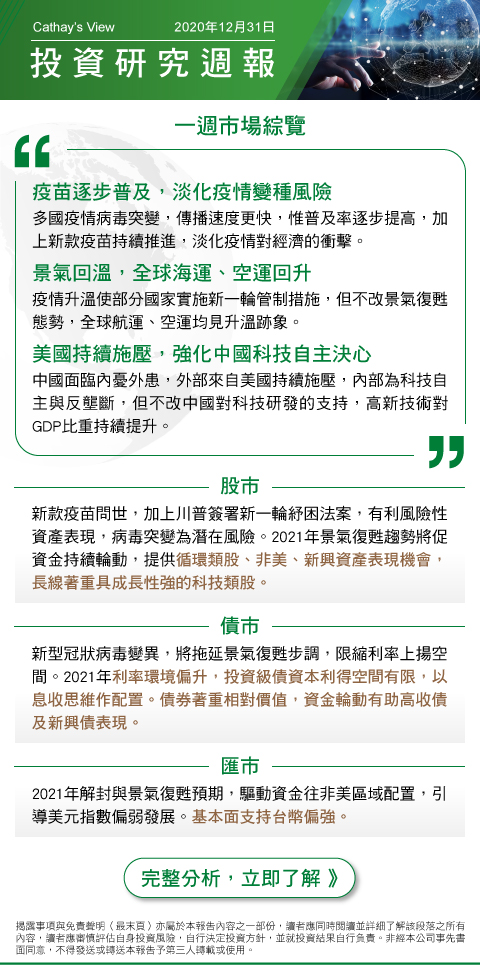 Cathay's View 2020年12月31日
投資研究週報
一週市場綜覽
疫苗逐步普及，淡化疫情變種風險
多國疫情病毒突變，傳播速度更快，惟普及率逐步提高，加
上新款疫苗持續推進，淡化疫情對經濟的衝擊。
景氣回溫，全球海運、空運回升
疫情升溫使部分國家實施新一輪管制措施，但不改景氣復甦
態勢，全球航運、空運均見升溫跡象。
美國持續施壓，強化中國科技自主決心
中國面臨內憂外患，外部來自美國持續施壓，內部為科技自
主與反壟斷，但不改中國對科技研發的支持，高新技術對
GDP比重持續提升。
股市
新款疫苗問世，加上川普簽署新一輪紓困法案，有利風險性
資產表現，病毒突變為潛在風險。2021年景氣復甦趨勢將促
資金持續輪動，提供循環類股、非美、新興資產表現機會，
長線著重具成長性強的科技類股。
債市
新型冠狀病毒變異，將拖延景氣復甦步調，限縮利率上揚空
間。2021年利率環境偏升，投資級債資本利得空間有限，以
息收思維作配置。債券著重相對價值，資金輪動有助高收債
及新興債表現。
匯市
2021年解封與景氣復甦預期，驅動資金往非美區域配置，引
導美元指數偏弱發展。基本面支持台幣偏強。
完整分析，立即了解 》
揭露事項與免責聲明（最末頁）亦屬於本報告內容之一部份，讀者應同時閱讀並詳細了解該段落之所有
內容，讀者應審慎評估自身投資風險，自行決定投資方針，並就投資結果自行負責。非經本公司事先書
面同意，不得發送或轉送本報告予第三人轉載或使用。